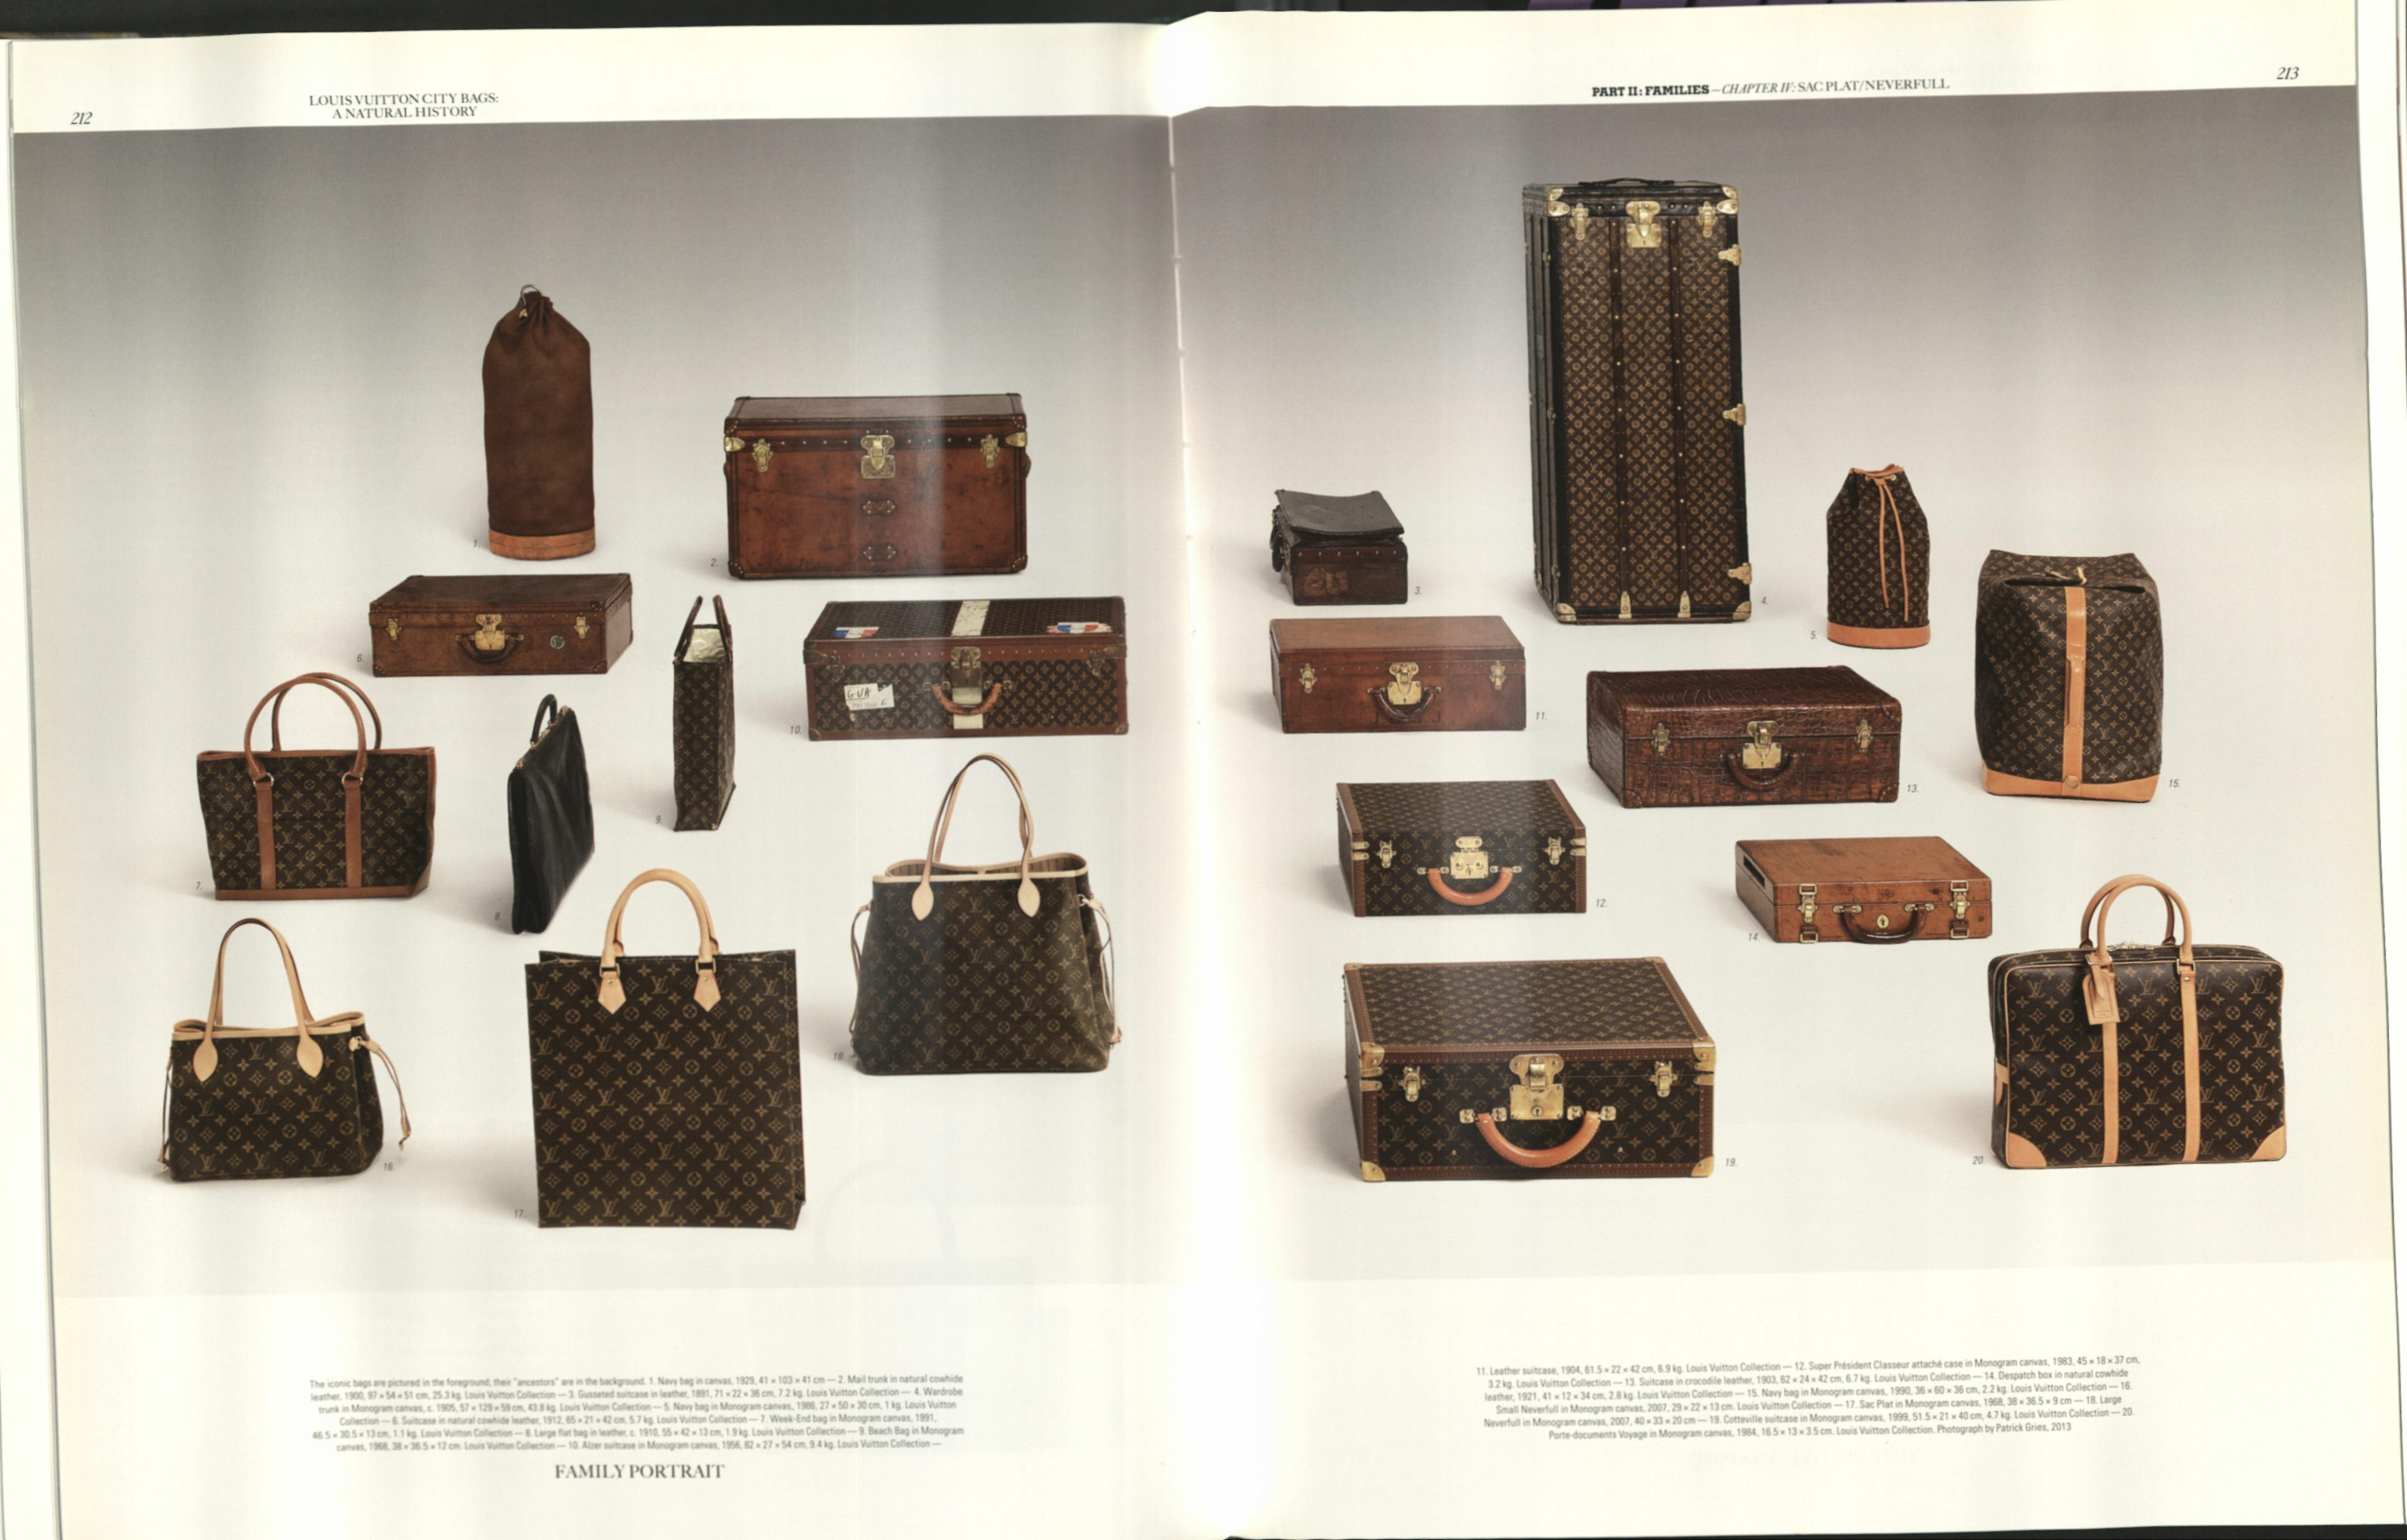 212
LOUIS VUITTON CITY BAGS:
A NATURAL HISTORY
1.
2.
6.
10.
7.
8.
9.
16.
17.
18.
The iconic bags are pictured in the foreground; their "ancestors" are in the background. 1. Navy bag in canvas, 1929, 41 × 103 × 41 cm — 2. Mail trunk in natural cowhide
leather, 1900, 97 × 54 × 51 cm, 25.3 kg. Louis Vuitton Collection — 3. Gusseted suitcase in leather, 1891, 71 × 22 × 36 cm, 7.2 kg. Louis Vuitton Collection — 4. Wardrobe
trunk in Monogram canvas, c. 1905, 57 × 129 × 59 cm, 43.8 kg. Louis Vuitton Collection — 5. Navy bag in Monogram canvas, 1986, 27 × 50 × 30 cm, 1 kg. Louis Vuitton
Collection — 6. Suitcase in natural cowhide leather, 1912, 65 × 21 × 42 cm, 5.7 kg. Louis Vuitton Collection — 7. Week-End bag in Monogram canvas, 1991,
46.5 × 30.5 × 13 cm, 1.1 kg. Louis Vuitton Collection — 8. Large flat bag in leather, c. 1910, 55 × 42 × 13 cm, 1.9 kg. Louis Vuitton Collection — 9. Beach Bag in Monogram
canvas, 1968, 38 × 36.5 × 12 cm. Louis Vuitton Collection — 10. Alzer suitcase in Monogram canvas, 1956, 82 × 27 × 54 cm, 9.4 kg. Louis Vuitton Collection —
FAMILY PORTRAIT
PART II: FAMILIES — CHAPTER IV: SAC PLAT/NEVERFULL
213
3.
4.
5.
11.
13.
15.
12.
14.
19.
20.
11. Leather suitcase, 1904, 61.5 × 22 × 42 cm, 6.9 kg. Louis Vuitton Collection — 12. Super Président Classeur attaché case in Monogram canvas, 1983, 45 × 18 × 37 cm,
3.2 kg. Louis Vuitton Collection — 13. Suitcase in crocodile leather, 1903, 62 × 24 × 42 cm, 6.7 kg. Louis Vuitton Collection — 14. Despatch box in natural cowhide
leather, 1921, 41 × 12 × 34 cm, 2.8 kg. Louis Vuitton Collection — 15. Navy bag in Monogram canvas, 1990, 36 × 60 × 36 cm, 2.2 kg. Louis Vuitton Collection — 16.
Small Neverfull in Monogram canvas, 2007, 29 × 22 × 13 cm. Louis Vuitton Collection — 17. Sac Plat in Monogram canvas, 1968, 38 × 36.5 × 9 cm — 18. Large
Neverfull in Monogram canvas, 2007, 40 × 33 × 20 cm — 19. Cotteville suitcase in Monogram canvas, 1999, 51.5 × 21 × 40 cm, 4.7 kg. Louis Vuitton Collection — 20.
Porte-documents Voyage in Monogram canvas, 1984, 16.5 × 13 × 3.5 cm. Louis Vuitton Collection. Photograph by Patrick Gries, 2013